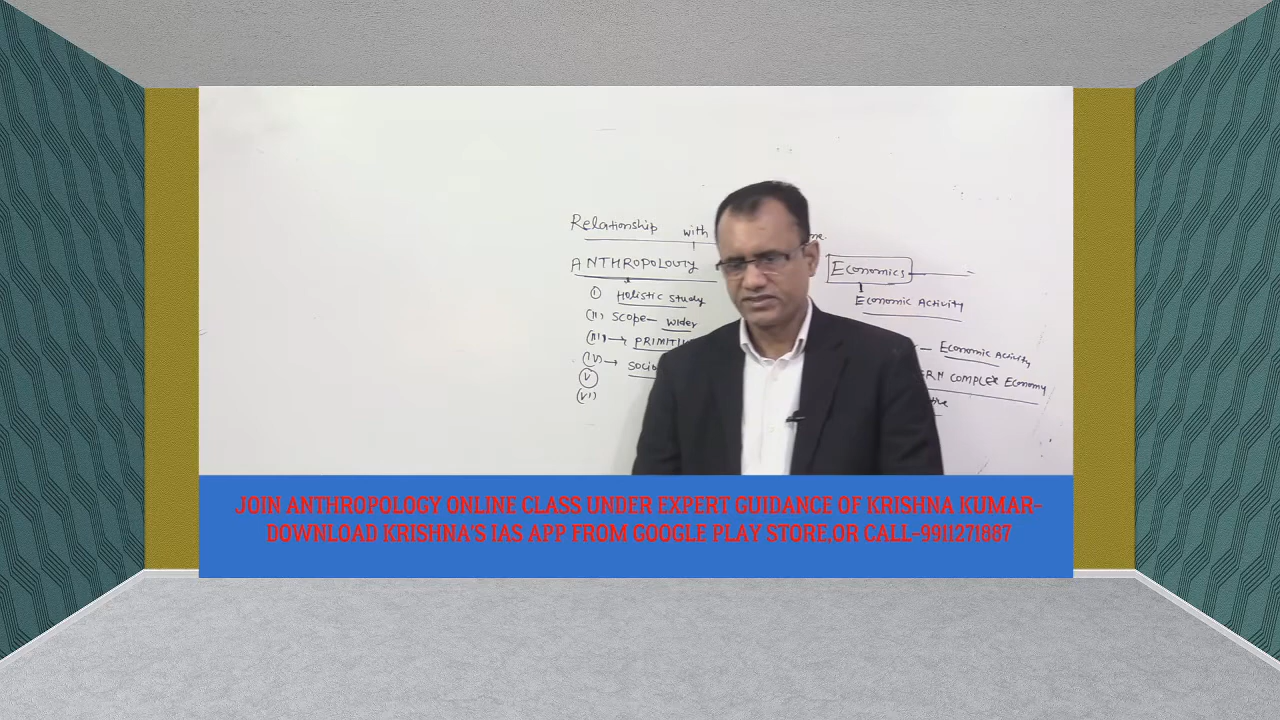 Relationship with
ANTHROPOLOUTY
Economics
Economic Activity
(I) Holistic study
(II) Scope - wider
(III) → PRIMITI
(IV) → socio
(V)
(VI)
- Economic Activity
ERN COMPLEX Economy
JOIN ANTHROPOLOGY ONLINE CLASS UNDER EXPERT GUIDANCE OF KRISHNA KUMAR-
DOWNLOAD KRISHNA'S IAS APP FROM GOOGLE PLAY STORE,OR CALL-9911271887